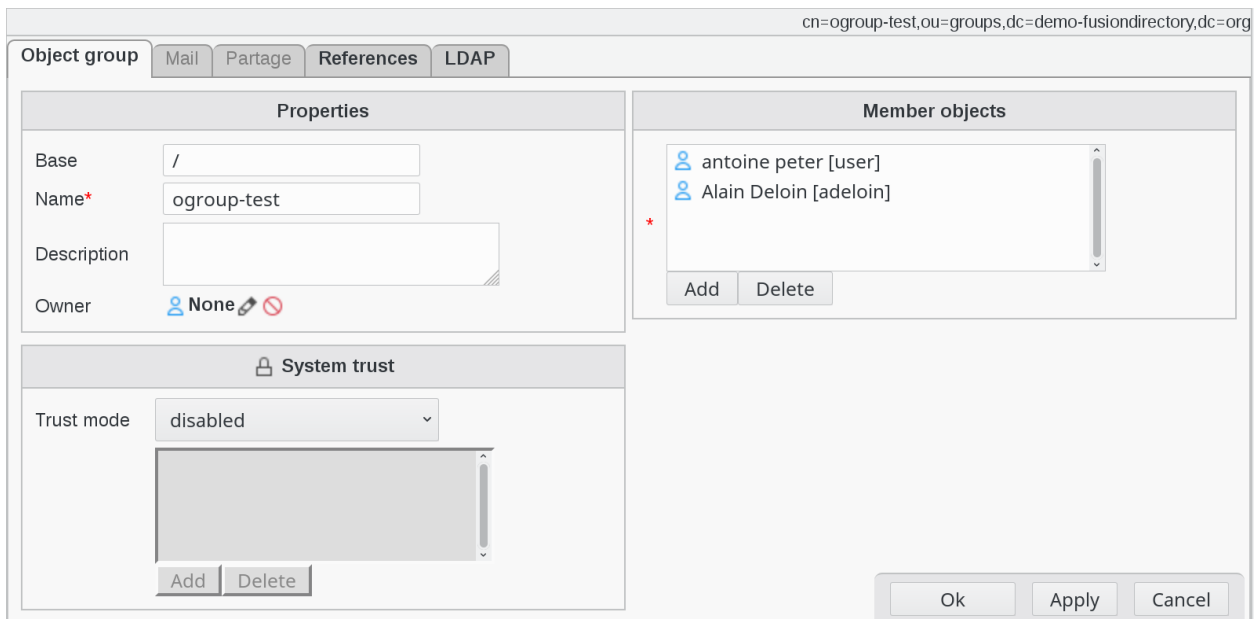 cn=ogroup-test,ou=groups,dc=demo-fusiondirectory,dc=org
Object group Mail Partage References LDAP
Properties
Base /
Name* ogroup-test
Description
Owner None
Member objects
antoine peter [user]
Alain Deloin [adeloin]
*
Add Delete
System trust
Trust mode disabled
Add Delete
Ok Apply Cancel